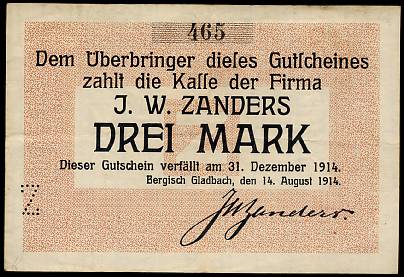 465
Dem Überbringer dieses Gutscheines
zahlt die Kasse der Firma
J. W. ZANDERS
DREI MARK
Dieser Gutschein verfällt am 31. Dezember 1914.
Bergisch Gladbach, den 14. August 1914.
JWZanders.
Z